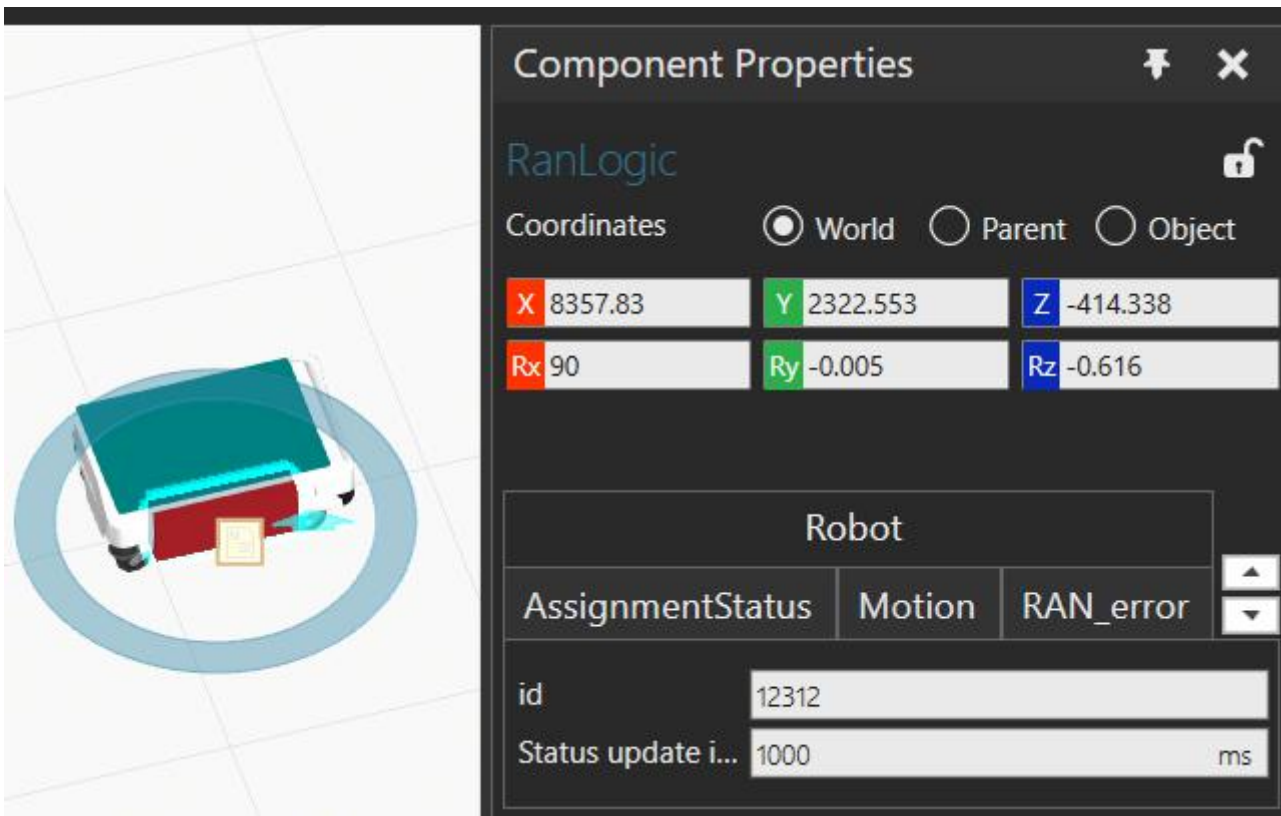 Component Properties
RanLogic
Coordinates World Parent Object
X 8357.83 Y 2322.553 Z -414.338
Rx 90 Ry -0.005 Rz -0.616
Robot
AssignmentStatus Motion RAN_error
id 12312
Status update i... 1000 ms